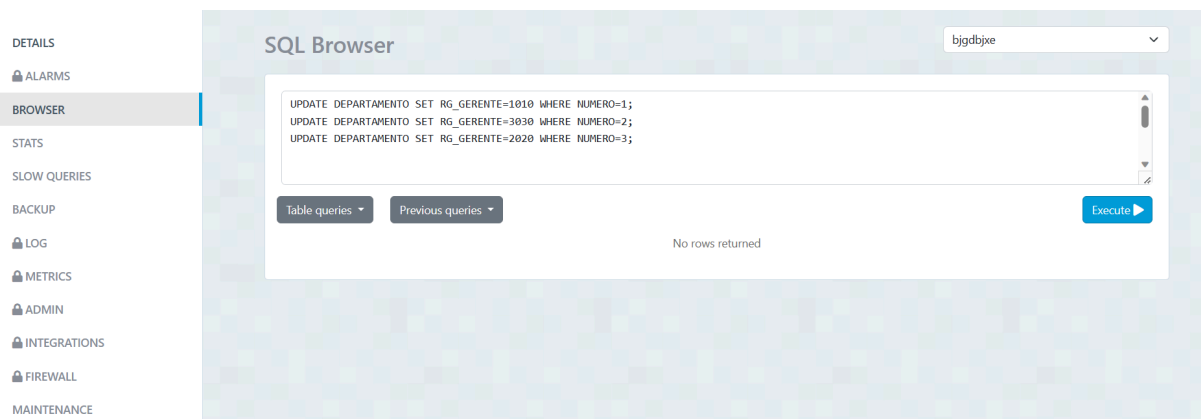 DETAILS
ALARMS
BROWSER
STATS
SLOW QUERIES
BACKUP
LOG
METRICS
ADMIN
INTEGRATIONS
FIREWALL
MAINTENANCE
SQL Browser
bjgdbjxe
UPDATE DEPARTAMENTO SET RG_GERENTE=1010 WHERE NUMERO=1;
UPDATE DEPARTAMENTO SET RG_GERENTE=3030 WHERE NUMERO=2;
UPDATE DEPARTAMENTO SET RG_GERENTE=2020 WHERE NUMERO=3;
Table queries
Previous queries
Execute
No rows returned